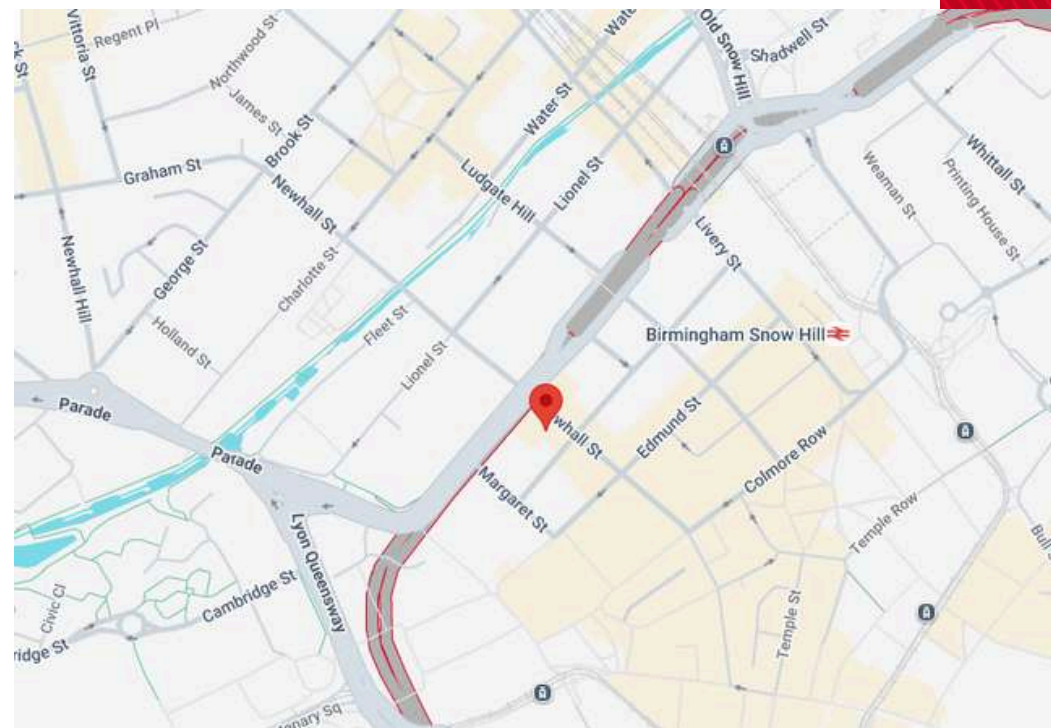 Vittoria St
Regent Pl
Northwood St
James St
Brook St
Graham St
Newhall St
Newhall Hill
George St
Charlotte St
Holland St
Fleet St
Water St
Ludgate Hill
Lionel St
Lionel St
Old Snow Hill
Shadwell St
Whittall St
Weaman St
Printing House St
Livery St
Birmingham Snow Hill
Parade
Parade
whall St
Edmund St
Margaret St
Colmore Row
Temple Row
Temple St
Lyon Queensway
Cambridge St
Civic Cl
ridge St
enary Sq